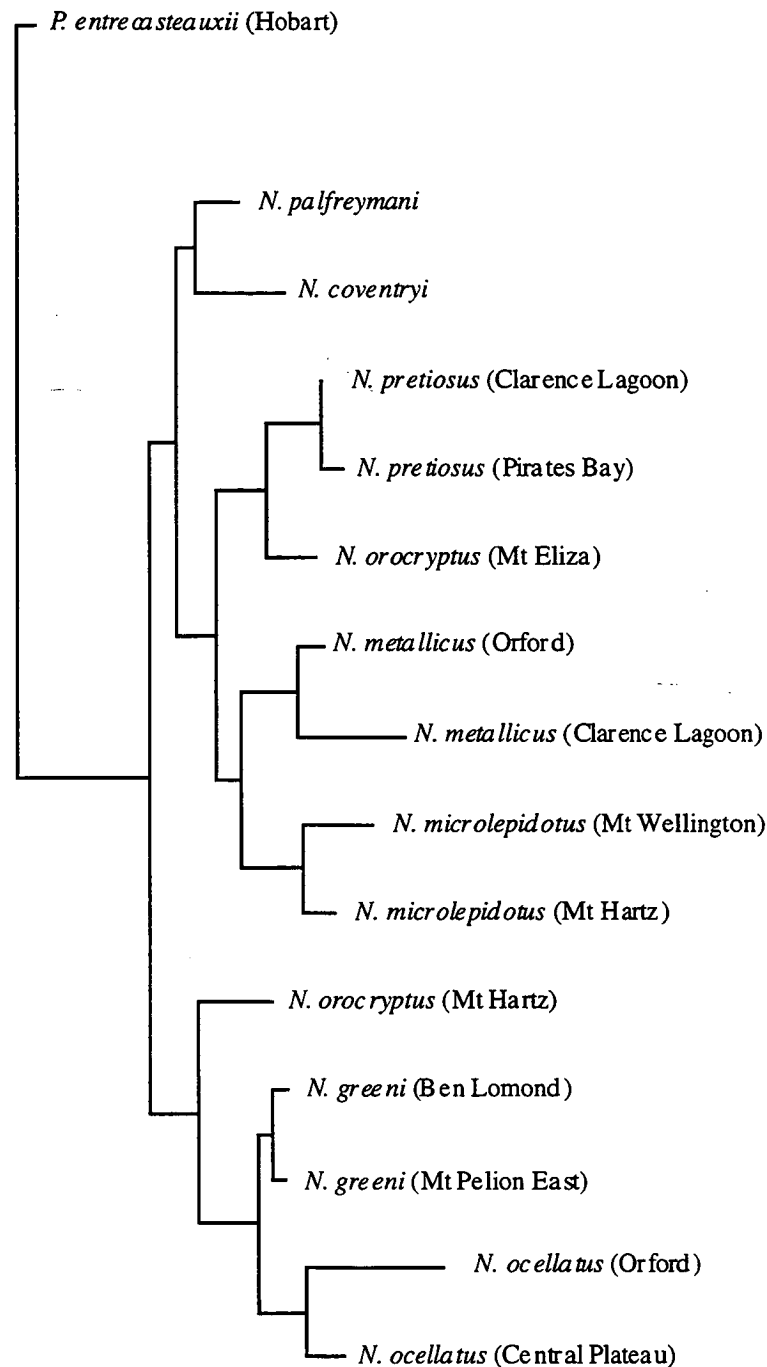 P. entrecasteauxii (Hobart)
N. palfreymani
N. coventryi
N. pretiosus (Clarence Lagoon)
N. pretiosus (Pirates Bay)
N. orocryptus (Mt Eliza)
N. metallicus (Orford)
N. metallicus (Clarence Lagoon)
N. microlepidotus (Mt Wellington)
N. microlepidotus (Mt Hartz)
N. orocryptus (Mt Hartz)
N. greeni (Ben Lomond)
N. greeni (Mt Pelion East)
N. ocellatus (Orford)
N. ocellatus (Central Plateau)